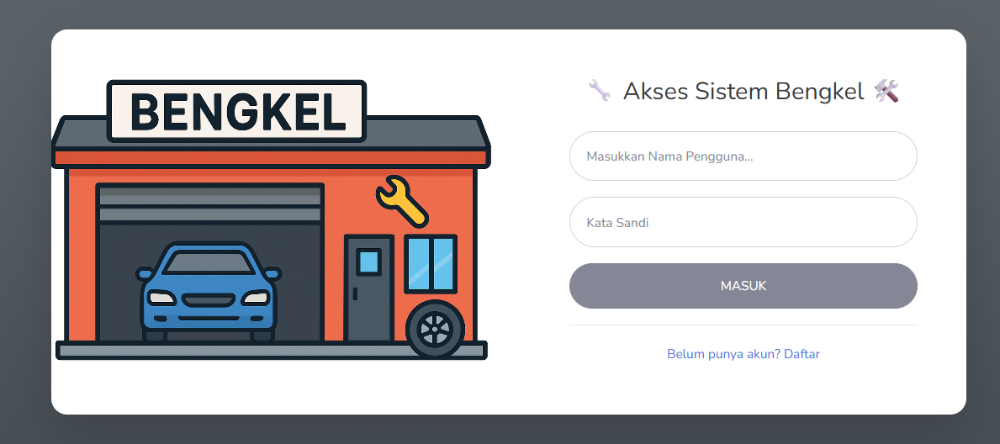 BENGKEL
🔧 Akses Sistem Bengkel 🛠️
Masukkan Nama Pengguna...
Kata Sandi
MASUK
Belum punya akun? Daftar